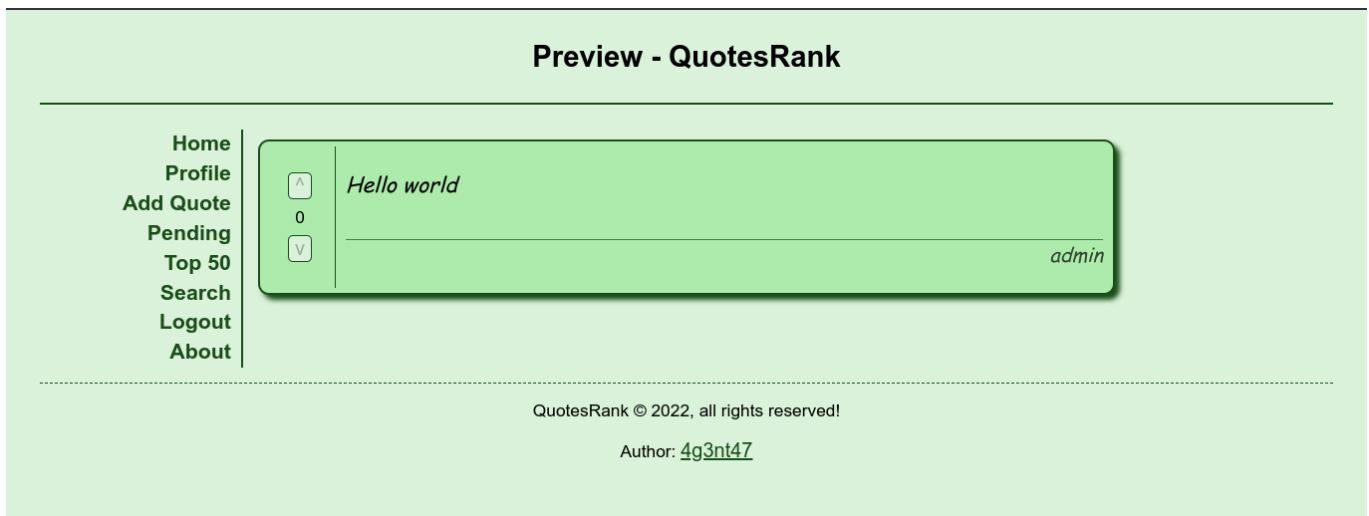 Preview - QuotesRank
Home
Profile
Add Quote
Pending
Top 50
Search
Logout
About
^
0
v
Hello world
admin
QuotesRank © 2022, all rights reserved!
Author: 4g3nt47